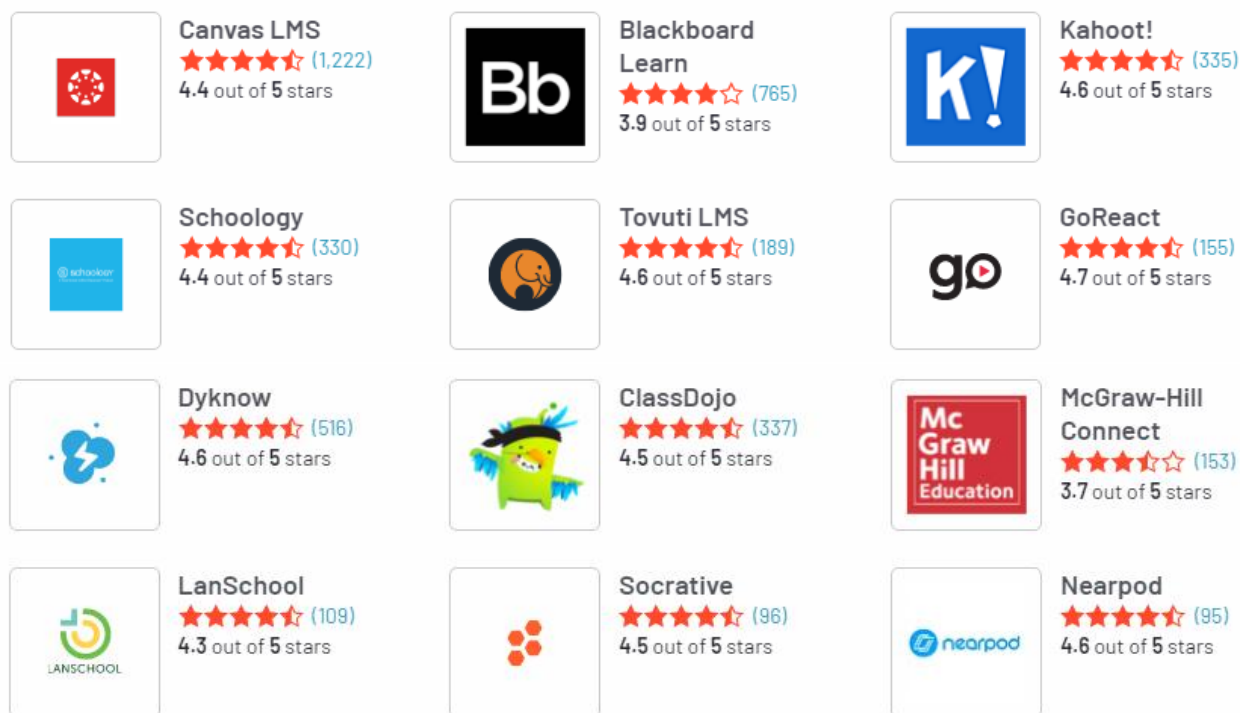 Canvas LMS
(1,222)
4.4 out of 5 stars
Bb
Blackboard
Learn
(765)
3.9 out of 5 stars
K!
Kahoot!
(335)
4.6 out of 5 stars
schoology
Schoology
(330)
4.4 out of 5 stars
Tovuti LMS
(189)
4.6 out of 5 stars
go
GoReact
(155)
4.7 out of 5 stars
Dyknow
(516)
4.6 out of 5 stars
ClassDojo
(337)
4.5 out of 5 stars
Mc
Graw
Hill
Education
McGraw-Hill
Connect
(153)
3.7 out of 5 stars
LANSCHOOL
LanSchool
(109)
4.3 out of 5 stars
Socrative
(96)
4.5 out of 5 stars
nearpod
Nearpod
(95)
4.6 out of 5 stars